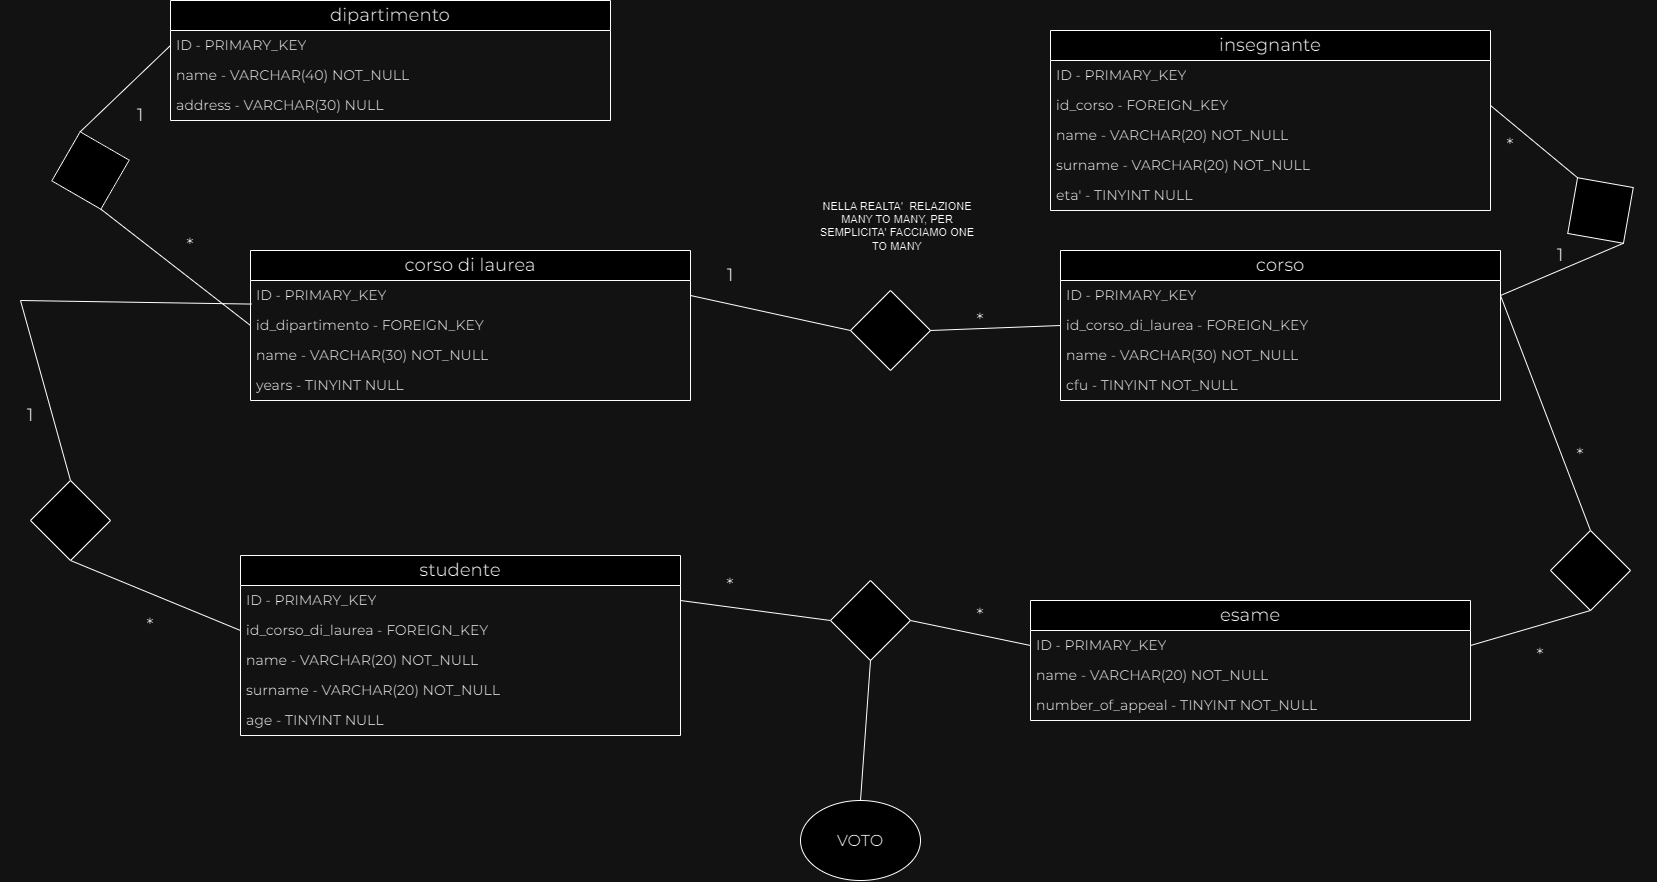 dipartimento
ID - PRIMARY_KEY
name - VARCHAR(40) NOT_NULL
address - VARCHAR(30) NULL
1
*
insegnante
ID - PRIMARY_KEY
id_corso - FOREIGN_KEY
name - VARCHAR(20) NOT_NULL
surname - VARCHAR(20) NOT_NULL
eta' - TINYINT NULL
*
1
NELLA REALTA' RELAZIONE
MANY TO MANY, PER
SEMPLICITA' FACCIAMO ONE
TO MANY
corso di laurea
ID - PRIMARY_KEY
id_dipartimento - FOREIGN_KEY
name - VARCHAR(30) NOT_NULL
years - TINYINT NULL
1
*
corso
ID - PRIMARY_KEY
id_corso_di_laurea - FOREIGN_KEY
name - VARCHAR(30) NOT_NULL
cfu - TINYINT NOT_NULL
1
*
*
*
studente
ID - PRIMARY_KEY
id_corso_di_laurea - FOREIGN_KEY
name - VARCHAR(20) NOT_NULL
surname - VARCHAR(20) NOT_NULL
age - TINYINT NULL
*
*
esame
ID - PRIMARY_KEY
name - VARCHAR(20) NOT_NULL
number_of_appeal - TINYINT NOT_NULL
VOTO